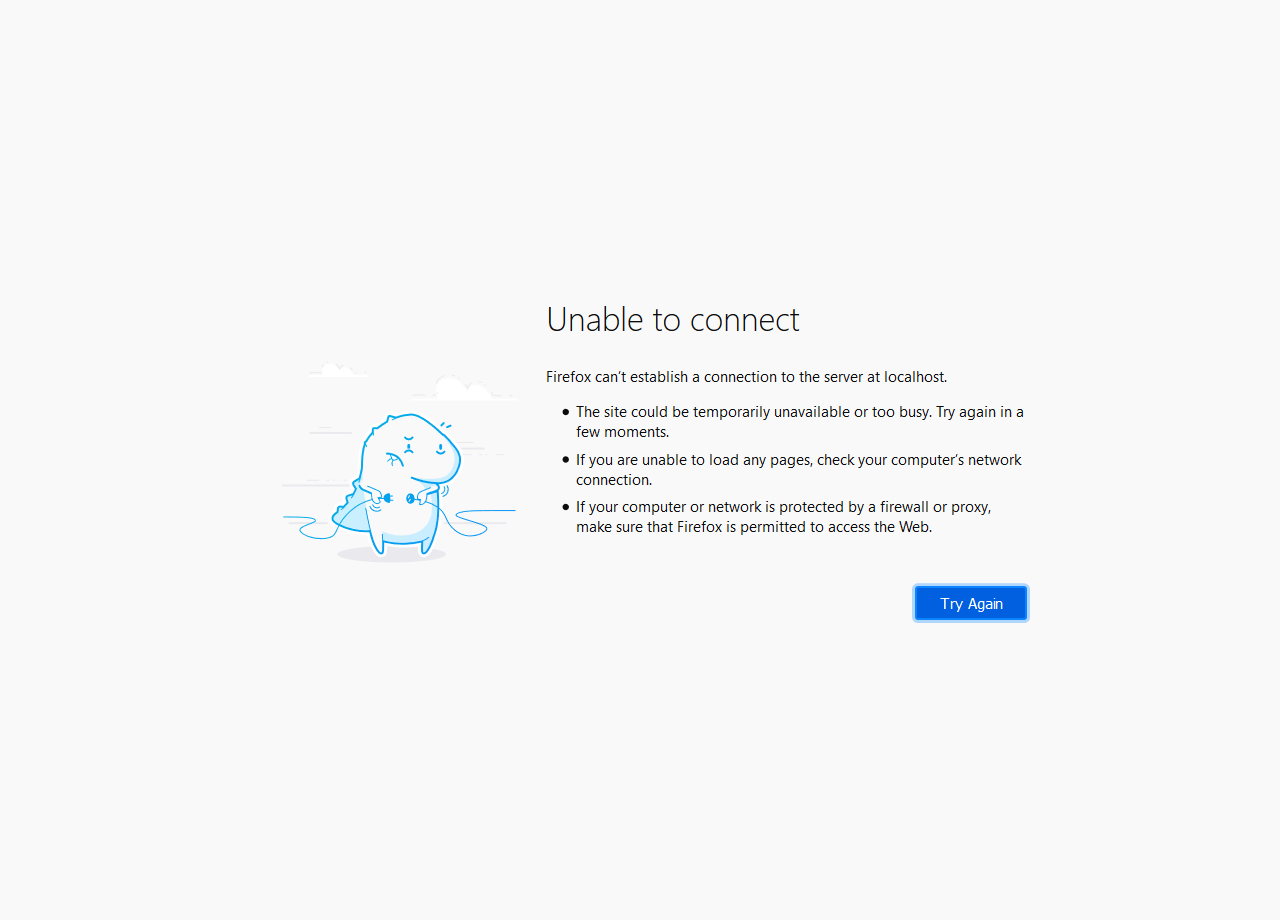 Unable to connect
Firefox can’t establish a connection to the server at localhost.
• The site could be temporarily unavailable or too busy. Try again in a
few moments.
• If you are unable to load any pages, check your computer’s network
connection.
• If your computer or network is protected by a firewall or proxy,
make sure that Firefox is permitted to access the Web.
Try Again